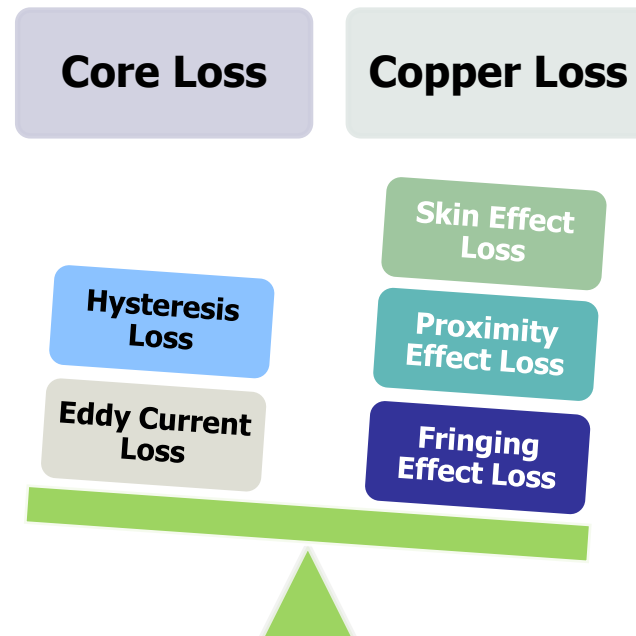 Core Loss
Copper Loss
Skin Effect
Loss
Hysteresis
Loss
Proximity
Effect Loss
Eddy Current
Loss
Fringing
Effect Loss